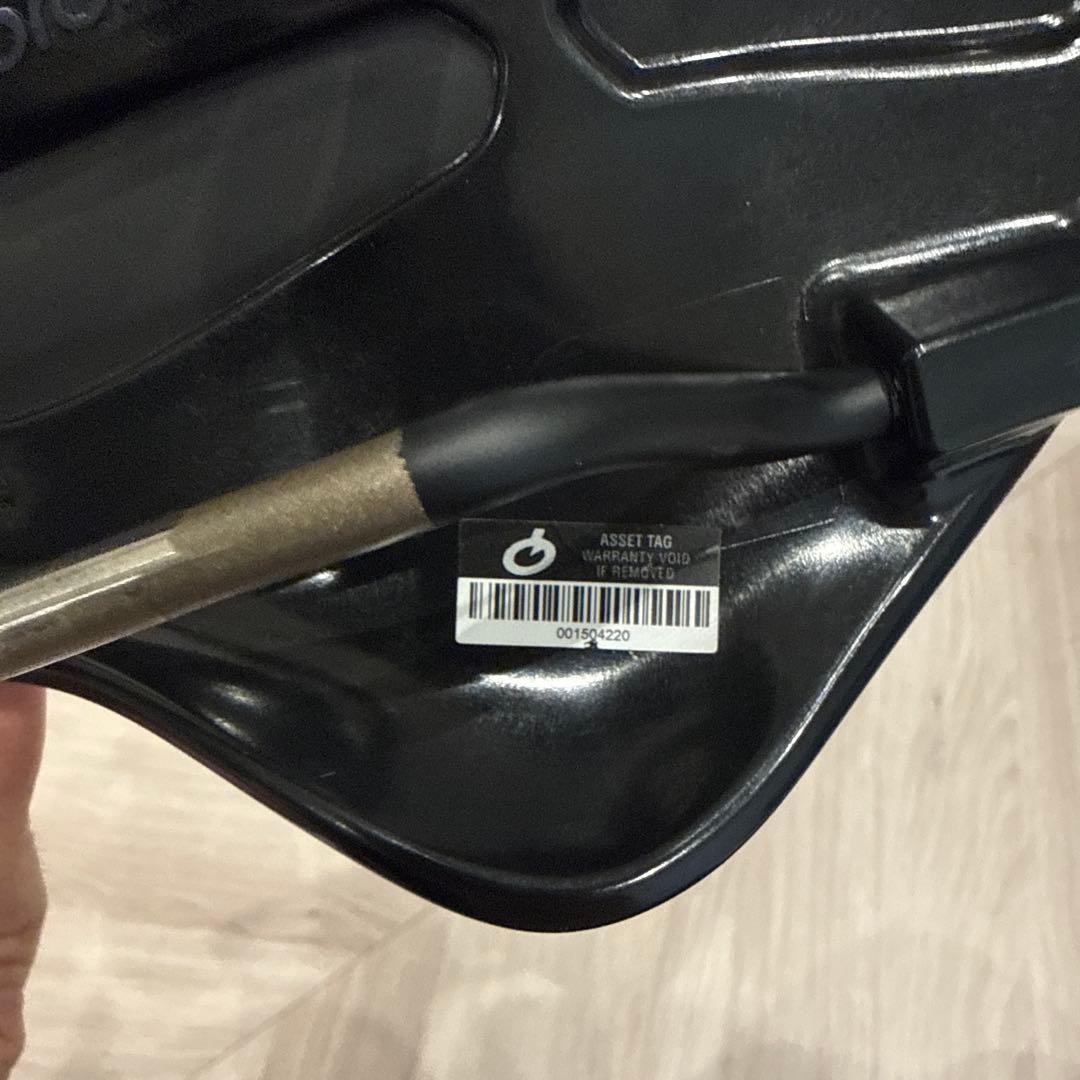 ASSET TAG
WARRANTY VOID
IF REMOVED
001504220